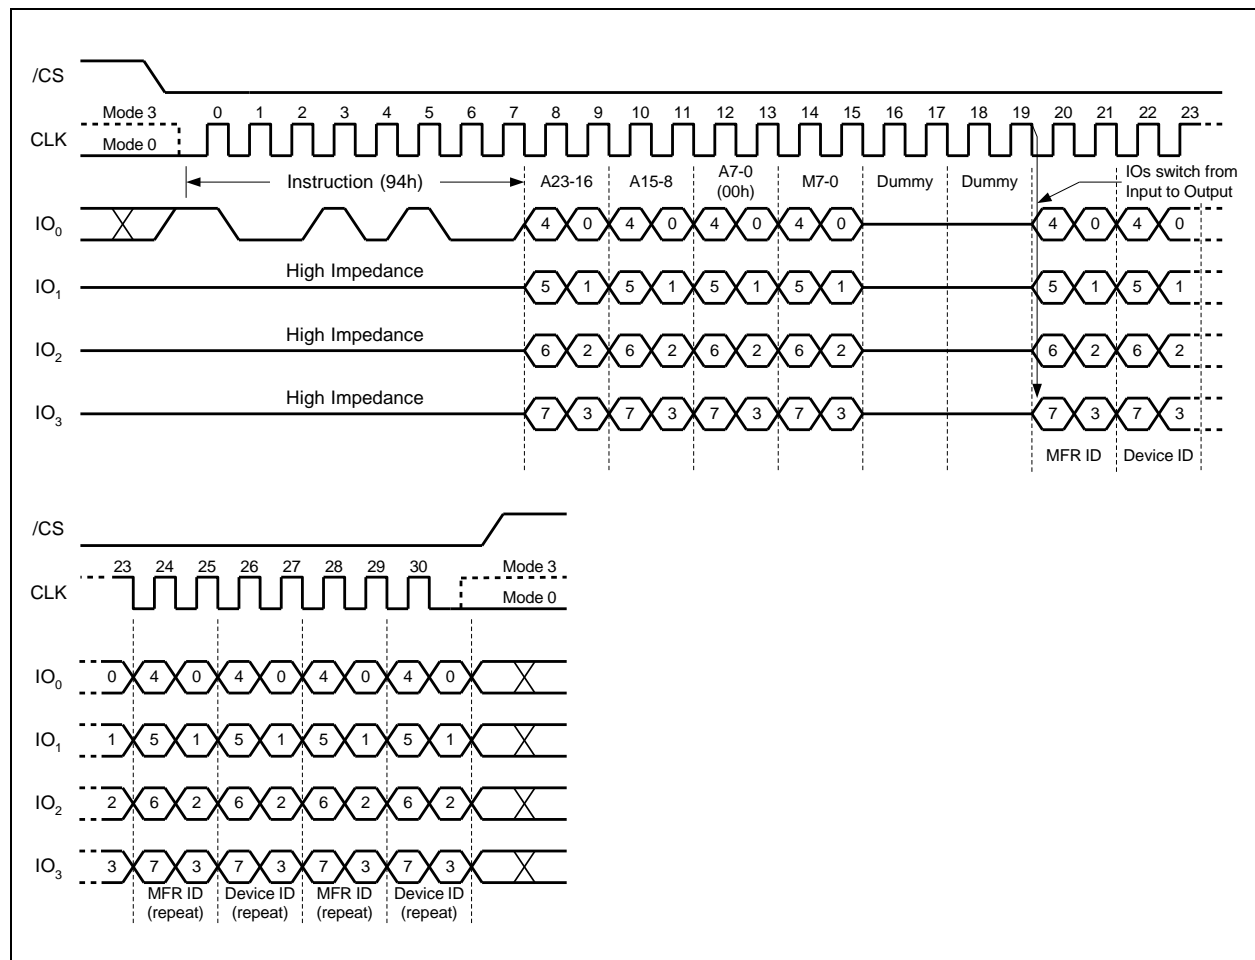 /CS
Mode 3 0 1 2 3 4 5 6 7 8 9 10 11 12 13 14 15 16 17 18 19 20 21 22 23
CLK
Mode 0
Instruction (94h) A23-16 A15-8 A7-0 (00h) M7-0 Dummy Dummy IOs switch from
Input to Output
IO0 4 0 4 0 4 0 4 0 4 0 4 0
High Impedance
IO1 5 1 5 1 5 1 5 1 5 1 5 1
High Impedance
IO2 6 2 6 2 6 2 6 2 6 2 6 2
High Impedance
IO3 7 3 7 3 7 3 7 3 7 3 7 3
MFR ID Device ID
/CS
23 24 25 26 27 28 29 30 Mode 3
CLK
Mode 0
IO0 0 4 0 4 0 4 0 4 0
IO1 1 5 1 5 1 5 1 5 1
IO2 2 6 2 6 2 6 2 6 2
IO3 3 7 3 7 3 7 3 7 3
MFR ID Device ID MFR ID Device ID
(repeat) (repeat) (repeat) (repeat)